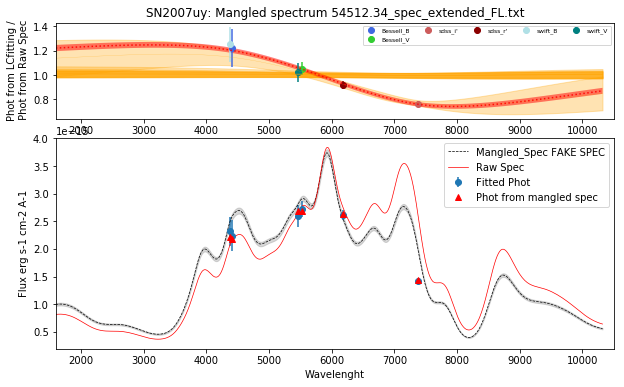 SN2007uy: Mangled spectrum 54512.34_spec_extended_FL.txt
Phot from LCfitting /
Phot from Raw Spec
1.4
1.2
1.0
0.8
Bessell_B
Bessell_V
sdss_i'
sdss_r'
swift_B
swift_V
2000 3000 4000 5000 6000 7000 8000 9000 10000
Flux erg s-1 cm-2 A-1
4.0
3.5
3.0
2.5
2.0
1.5
1.0
0.5
Mangled_Spec FAKE SPEC
Raw Spec
Fitted Phot
Phot from mangled spec
2000 3000 4000 5000 6000 7000 8000 9000 10000
Wavelenght